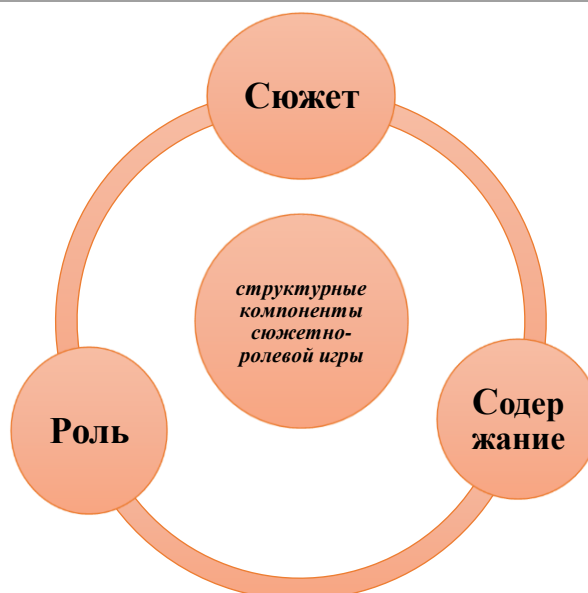 Сюжет
структурные
компоненты
сюжетно-
ролевой игры
Содер
жание
Роль